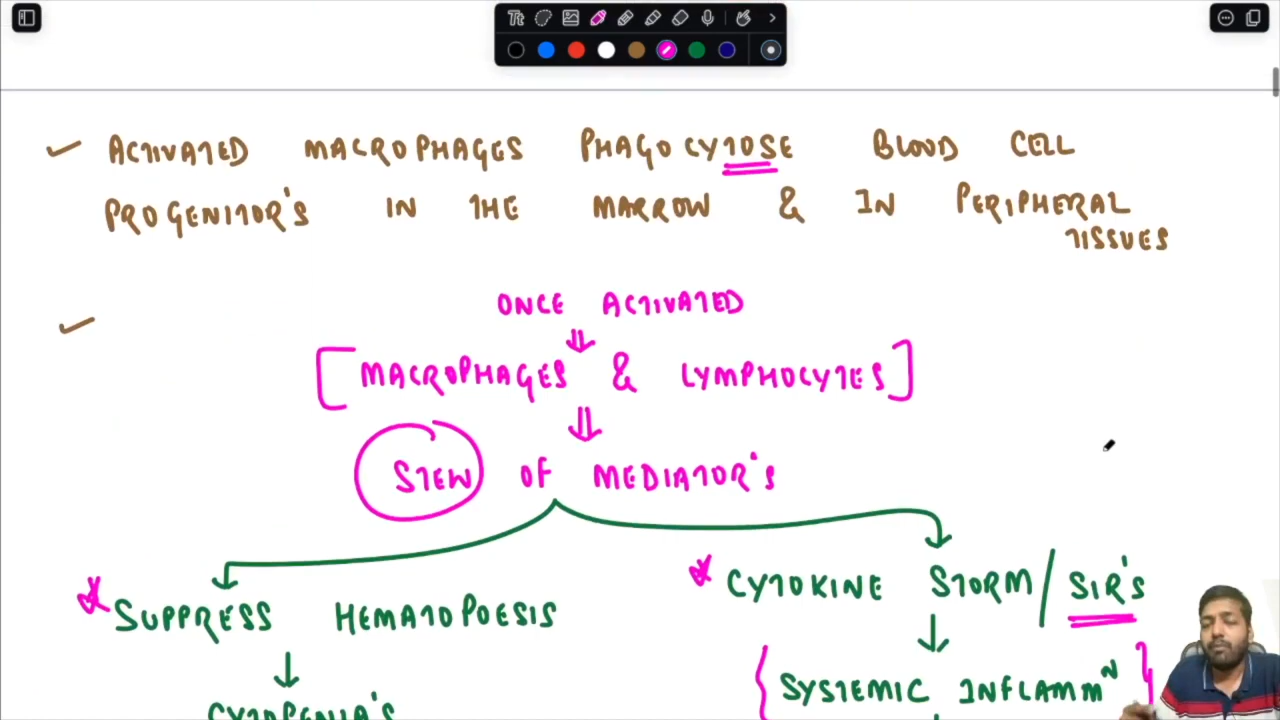 ACTIVATED MACROPHAGES PHAGOCYTOSE BLOOD CELL
PROGENITOR'S IN THE MARROW & IN PERIPHERAL
TISSUES
ONCE ACTIVATED
[MACROPHAGES & LYMPHOCYTES]
STEW OF MEDIATOR'S
CYTOKINE STORM/SIR'S
SUPPRESS HEMATOPOESIS
SYSTEMIC INFLAMMN
CYTOPENIA'S